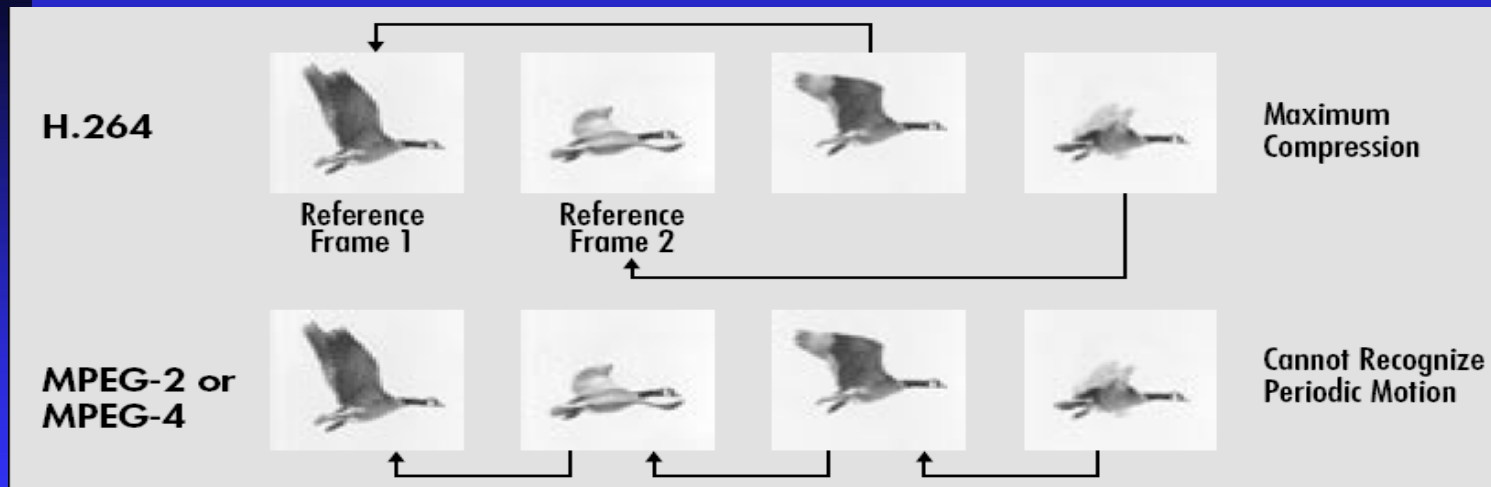 H.264
Maximum
Compression
Reference
Frame 1
Reference
Frame 2
MPEG-2 or
MPEG-4
Cannot Recognize
Periodic Motion